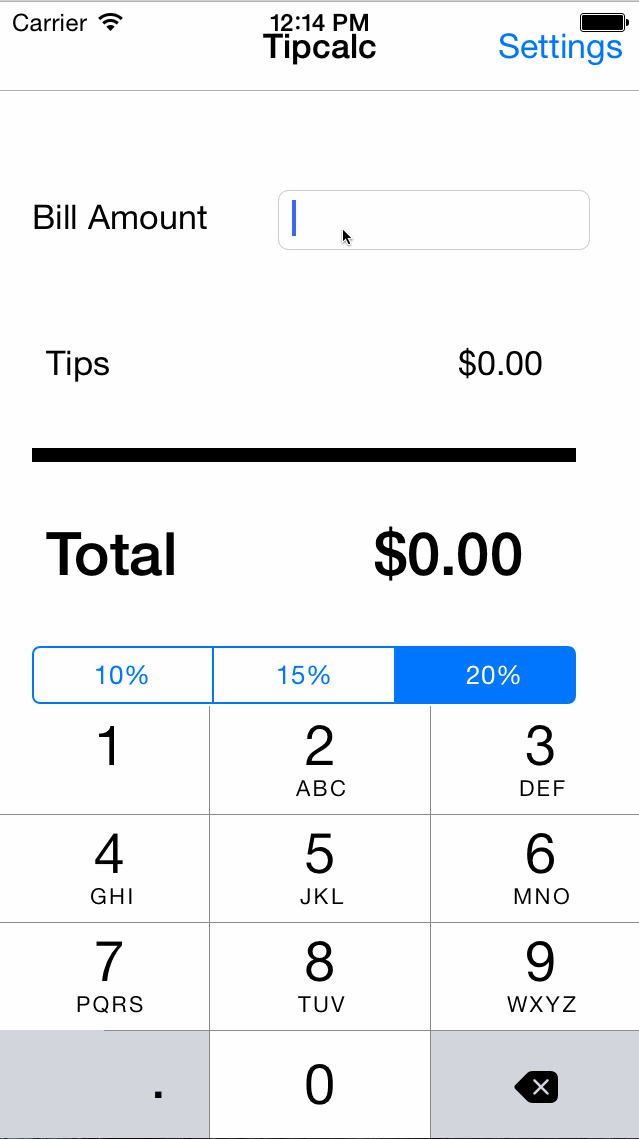 Carrier 12:14 PM
Tipcalc Settings
Bill Amount
Tips $0.00
Total $0.00
10% 15% 20%
1 2 3
ABC DEF
4 5 6
GHI JKL MNO
7 8 9
PQRS TUV WXYZ
. 0